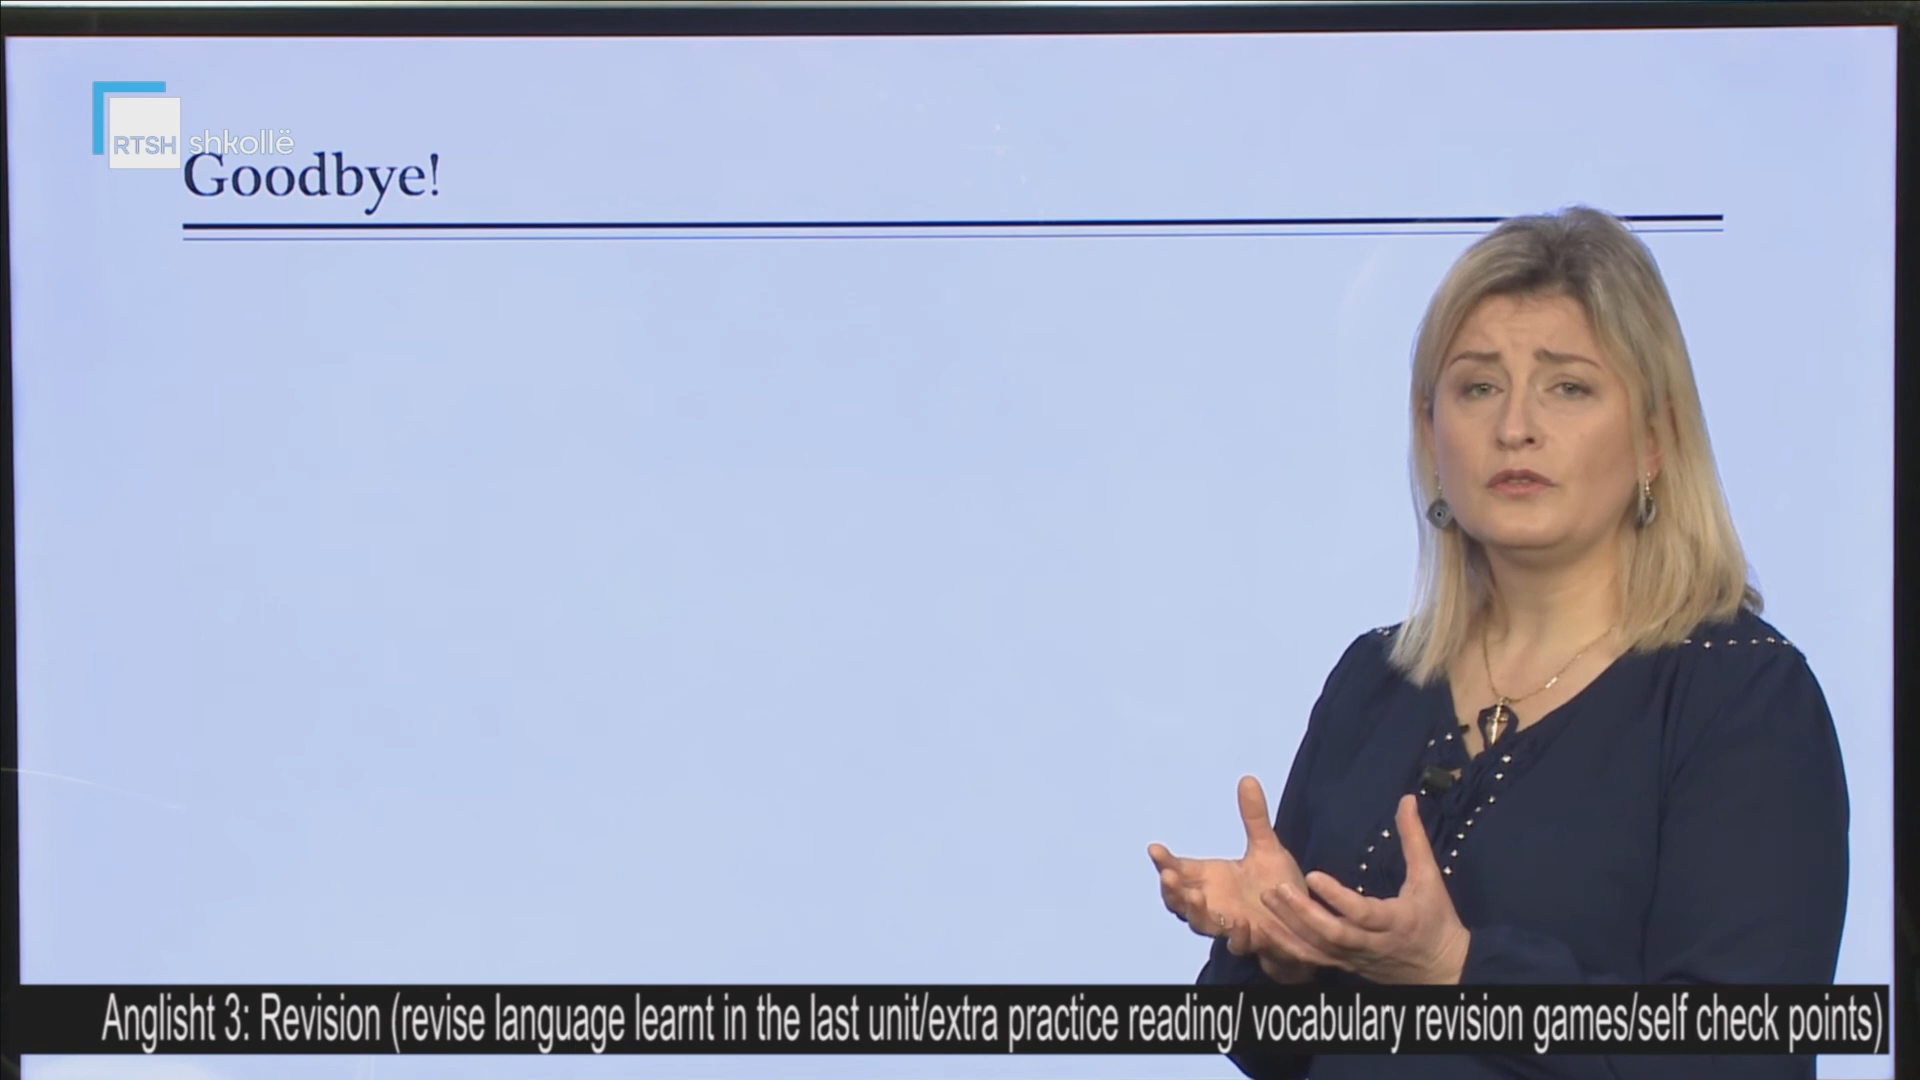 RTSH shkollë
Goodbye!
Anglisht 3: Revision (revise language learnt in the last unit/extra practice reading/ vocabulary revision games/self check points)